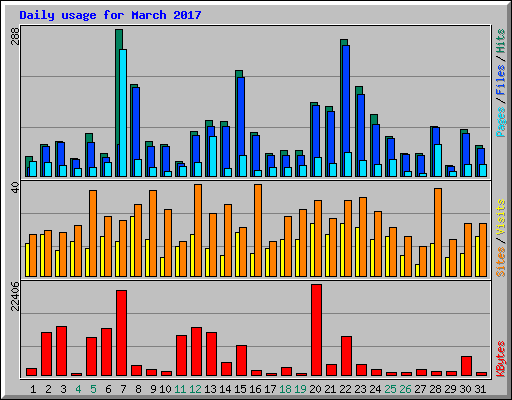 Daily usage for March 2017
288
Pages / Files / Hits
40
Sites / Visits
22406
KBytes
1 2 3 4 5 6 7 8 9 10 11 12 13 14 15 16 17 18 19 20 21 22 23 24 25 26 27 28 29 30 31